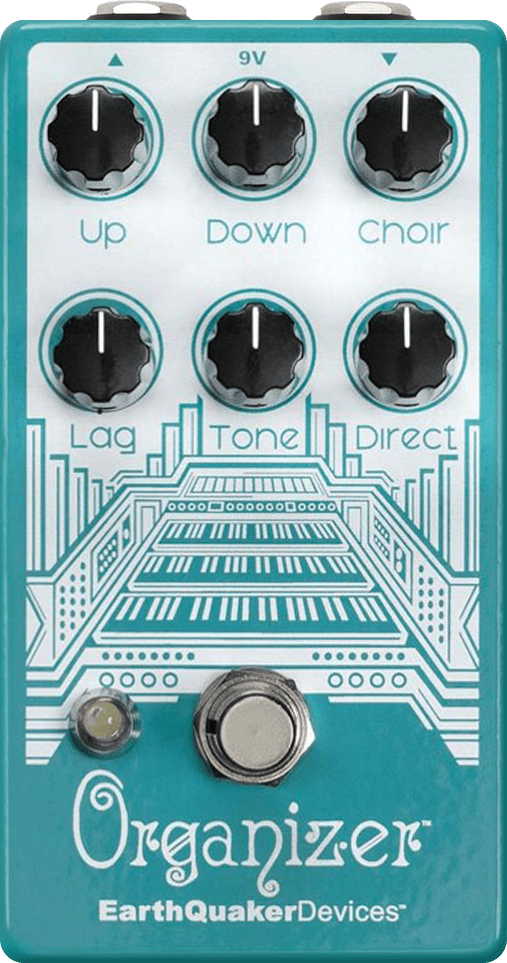 9V
Up Down Choir
Lag Tone Direct
Organizer™
EarthQuakerDevices™